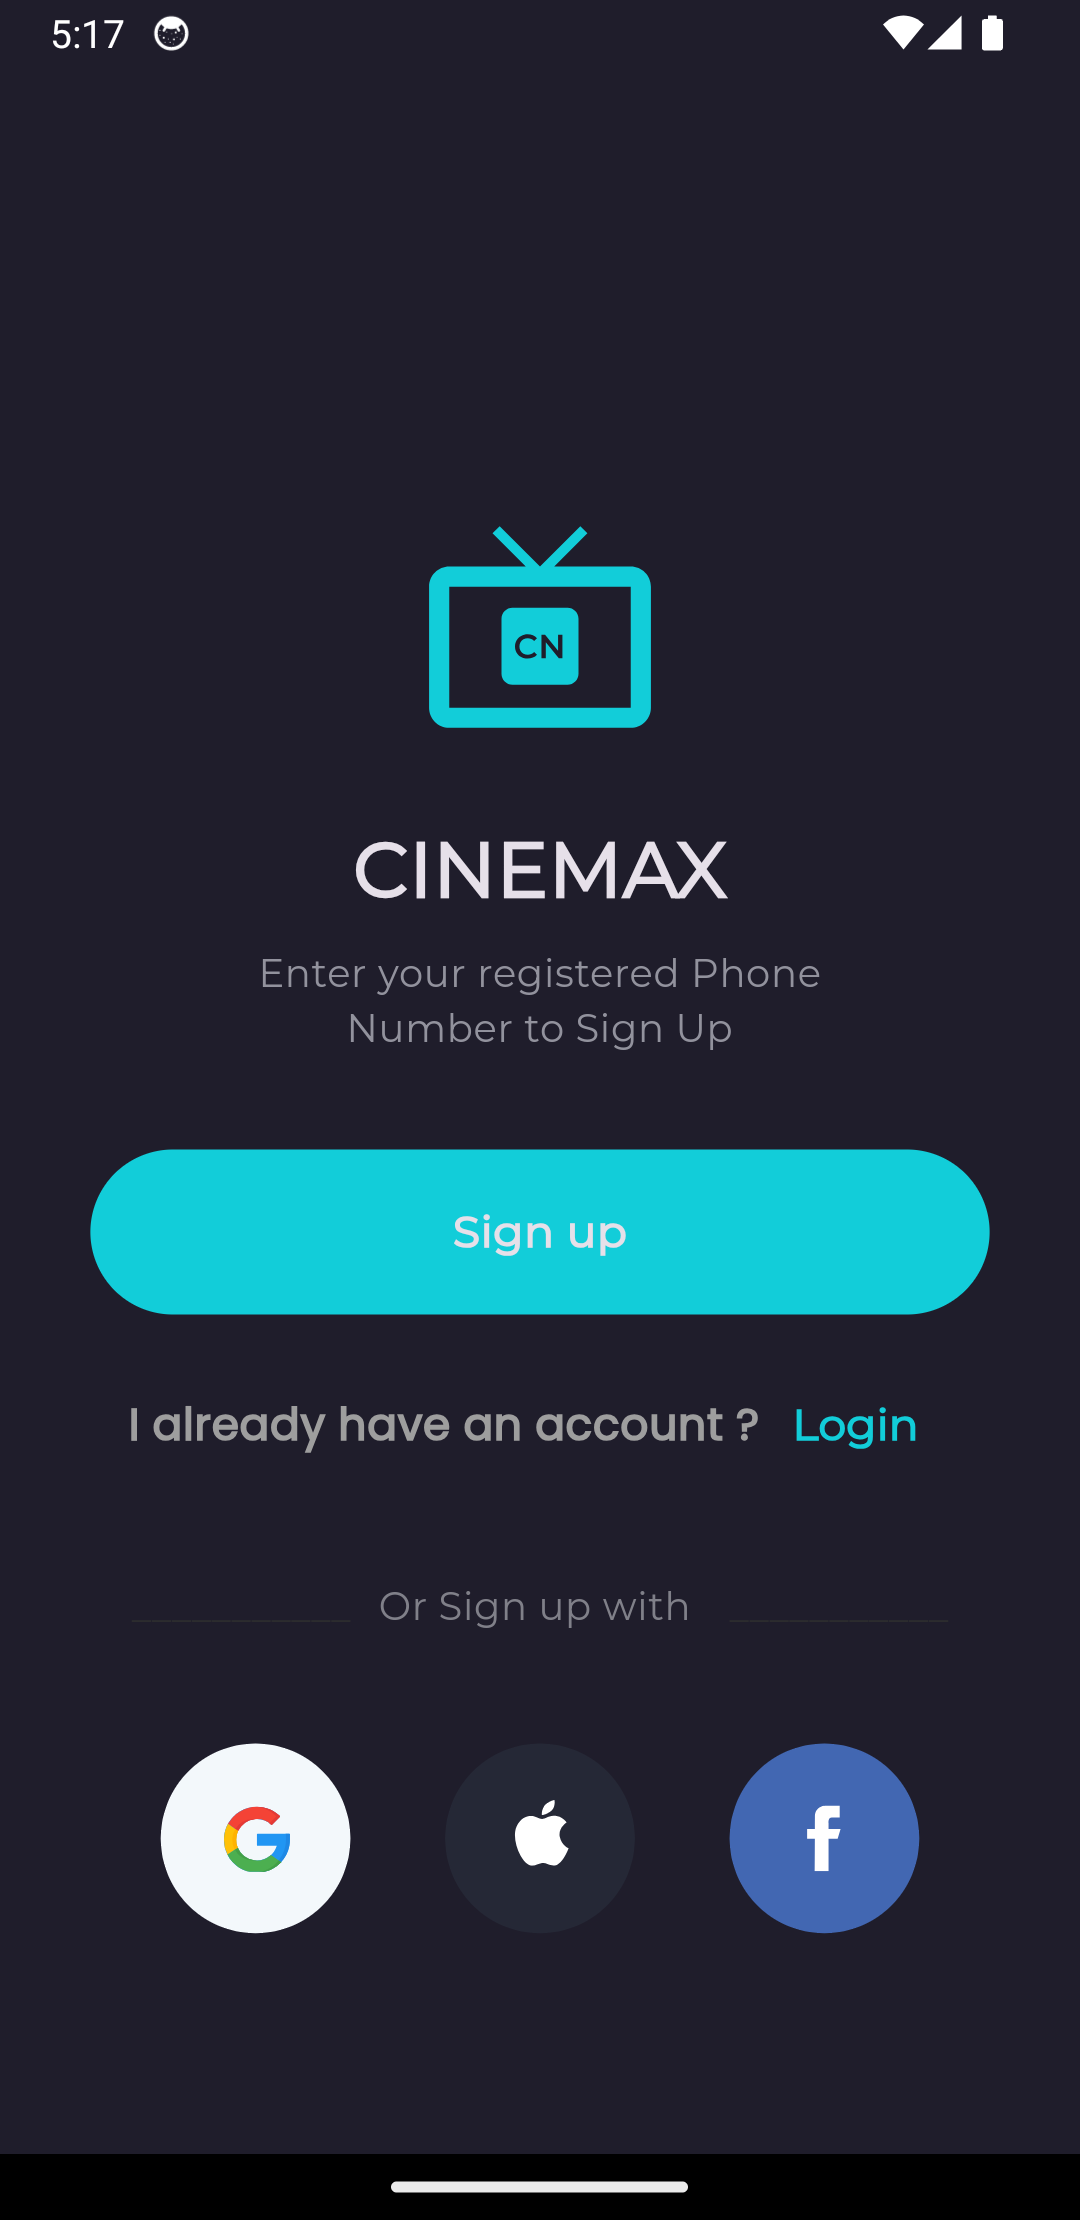 5:17
CN
CINEMAX
Enter your registered Phone
Number to Sign Up
Sign up
I already have an account ? Login
Or Sign up with